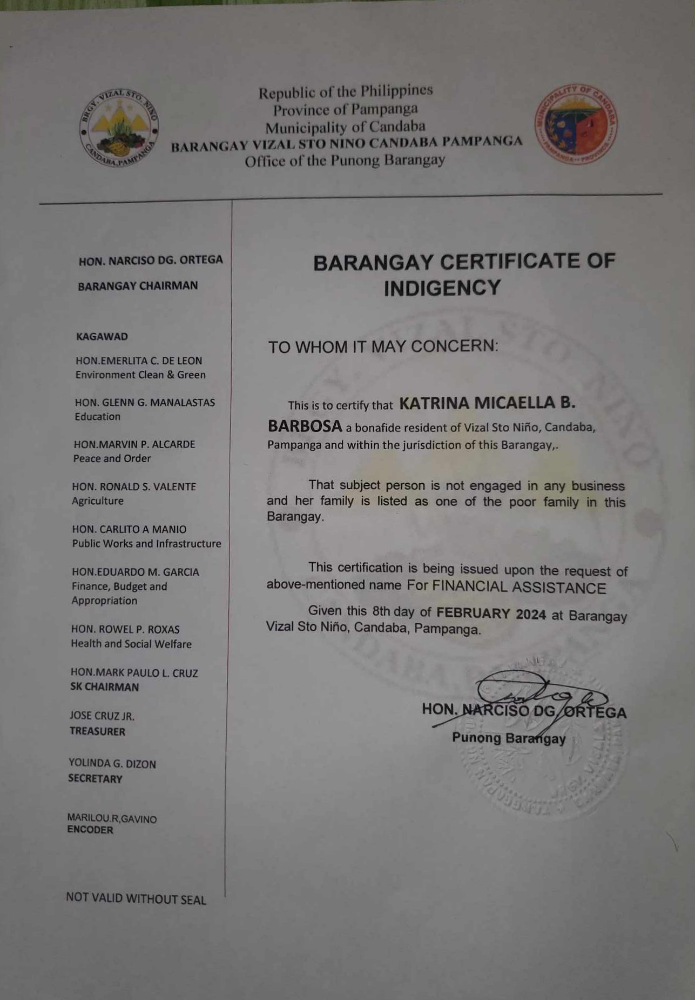 BRGY. VIZAL STO. NINO
CANDABA, PAMPANGA
Republic of the Philippines
Province of Pampanga
Municipality of Candaba
BARANGAY VIZAL STO NINO CANDABA PAMPANGA
Office of the Punong Barangay
MUNICIPALITY OF CANDABA
PAMPANGA PROVINCE
HON. NARCISO DG. ORTEGA
BARANGAY CHAIRMAN
KAGAWAD
HON.EMERLITA C. DE LEON
Environment Clean & Green
HON. GLENN G. MANALASTAS
Education
HON.MARVIN P. ALCARDE
Peace and Order
HON. RONALD S. VALENTE
Agriculture
HON. CARLITO A MANIO
Public Works and Infrastructure
HON.EDUARDO M. GARCIA
Finance, Budget and
Appropriation
HON. ROWEL P. ROXAS
Health and Social Welfare
HON.MARK PAULO L. CRUZ
SK CHAIRMAN
JOSE CRUZ JR.
TREASURER
YOLINDA G. DIZON
SECRETARY
MARILOU.R,GAVINO
ENCODER
NOT VALID WITHOUT SEAL
BARANGAY CERTIFICATE OF
INDIGENCY
TO WHOM IT MAY CONCERN:
This is to certify that KATRINA MICAELLA B.
BARBOSA a bonafide resident of Vizal Sto Niño, Candaba,
Pampanga and within the jurisdiction of this Barangay,.
That subject person is not engaged in any business
and her family is listed as one of the poor family in this
Barangay.
This certification is being issued upon the request of
above-mentioned name For FINANCIAL ASSISTANCE
Given this 8th day of FEBRUARY 2024 at Barangay
Vizal Sto Niño, Candaba, Pampanga.
HON. NARCISO DG. ORTEGA
Punong Barangay